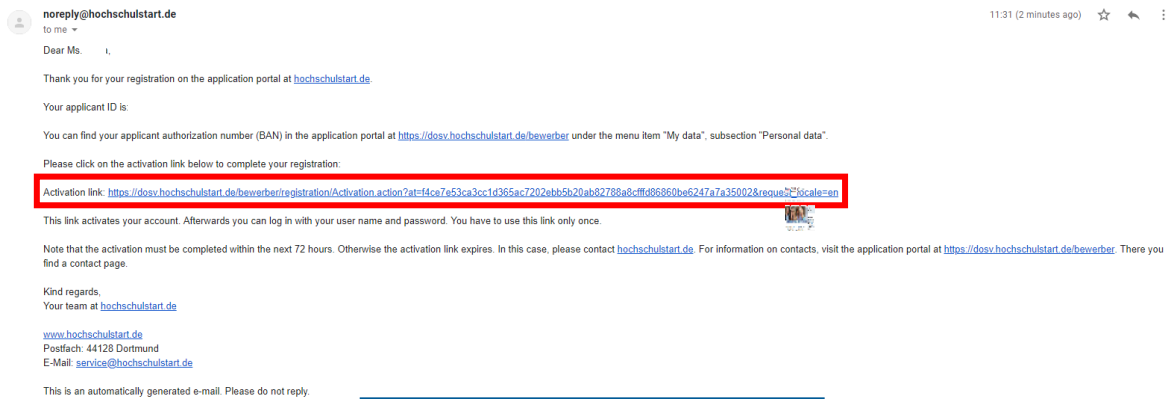 noreply@hochschulstart.de
11:31 (2 minutes ago)
to me
Dear Ms.
Thank you for your registration on the application portal at hochschulstart.de.
Your applicant ID is:
You can find your applicant authorization number (BAN) in the application portal at https://dosv.hochschulstart.de/bewerber under the menu item "My data", subsection "Personal data".
Please click on the activation link below to complete your registration:
Activation link: https://dosv.hochschulstart.de/bewerber/registration/Activation.action?at=f4ce7e53ca3cc1d365ac7202ebb5b20ab82788a8cfffd86860be6247a7a35002&request_locale=en
This link activates your account. Afterwards you can log in with your user name and password. You have to use this link only once.
Note that the activation must be completed within the next 72 hours. Otherwise the activation link expires. In this case, please contact hochschulstart.de. For information on contacts, visit the application portal at https://dosv.hochschulstart.de/bewerber. There you
find a contact page.
Kind regards,
Your team at hochschulstart.de
www.hochschulstart.de
Postfach: 44128 Dortmund
E-Mail: service@hochschulstart.de
This is an automatically generated e-mail. Please do not reply.